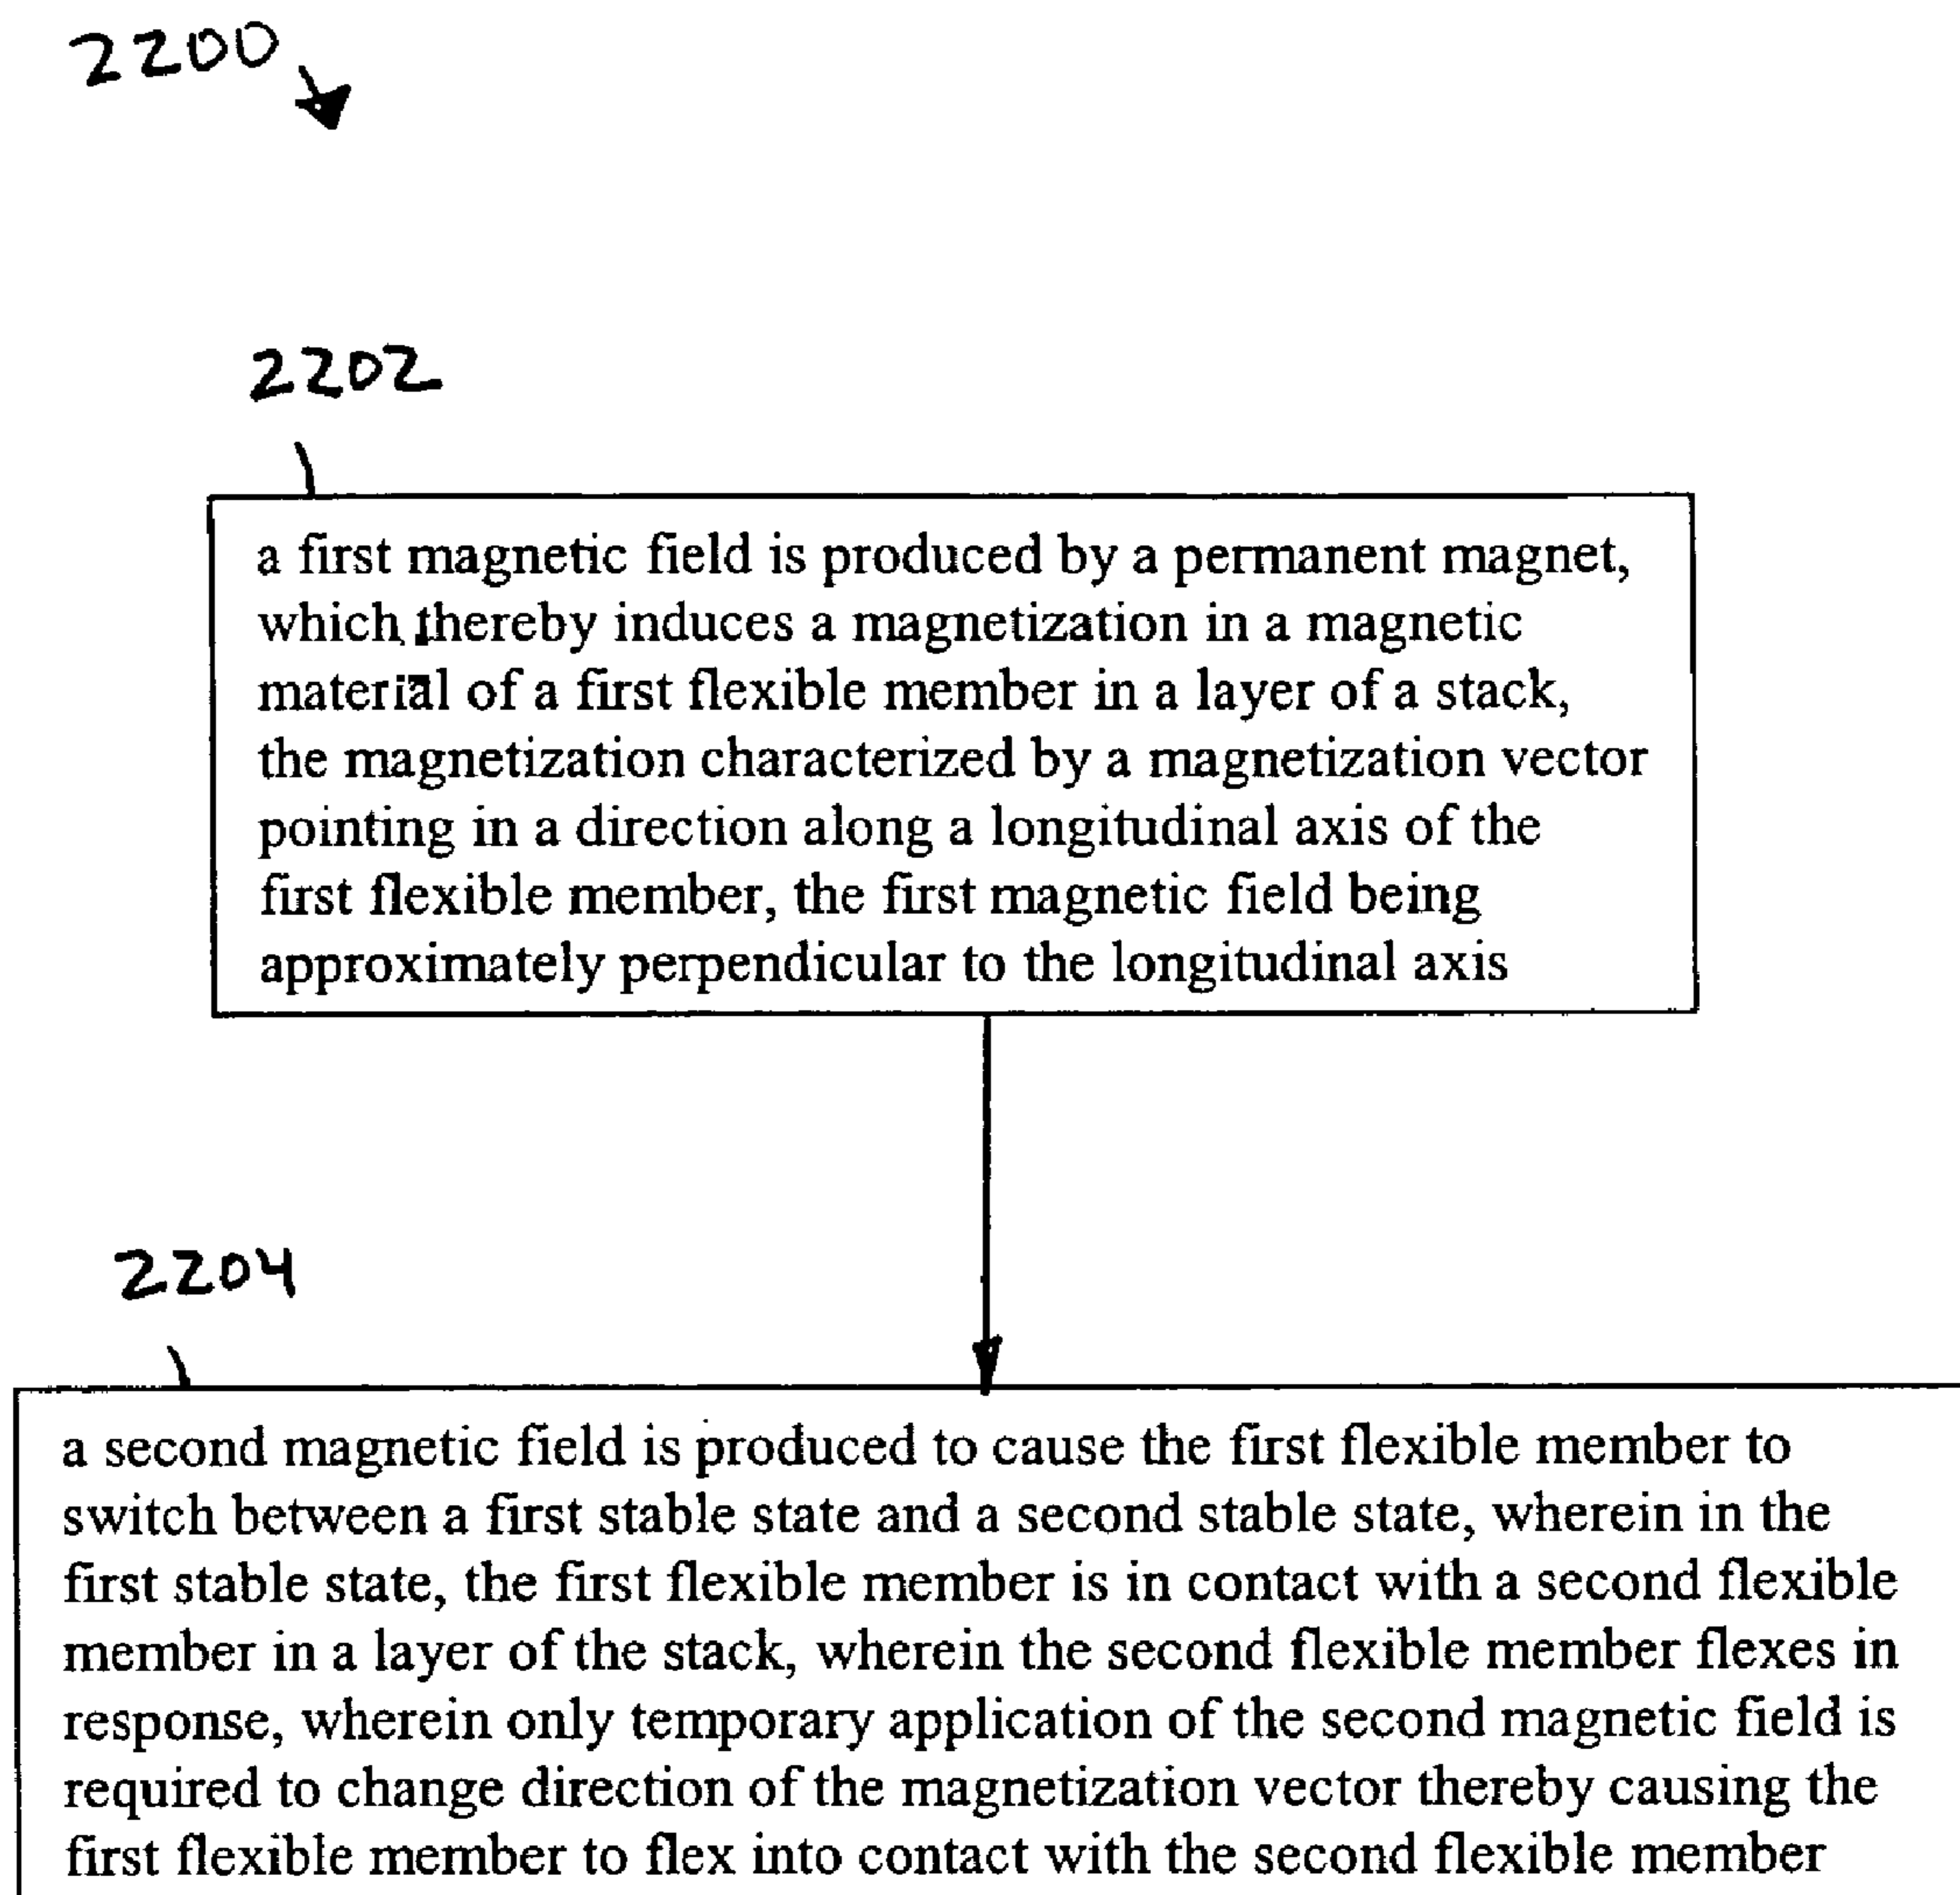 2200
2202
a first magnetic field is produced by a permanent magnet,
which thereby induces a magnetization in a magnetic
material of a first flexible member in a layer of a stack,
the magnetization characterized by a magnetization vector
pointing in a direction along a longitudinal axis of the
first flexible member, the first magnetic field being
approximately perpendicular to the longitudinal axis
2204
a second magnetic field is produced to cause the first flexible member to
switch between a first stable state and a second stable state, wherein in the
first stable state, the first flexible member is in contact with a second flexible
member in a layer of the stack, wherein the second flexible member flexes in
response, wherein only temporary application of the second magnetic field is
required to change direction of the magnetization vector thereby causing the
first flexible member to flex into contact with the second flexible member